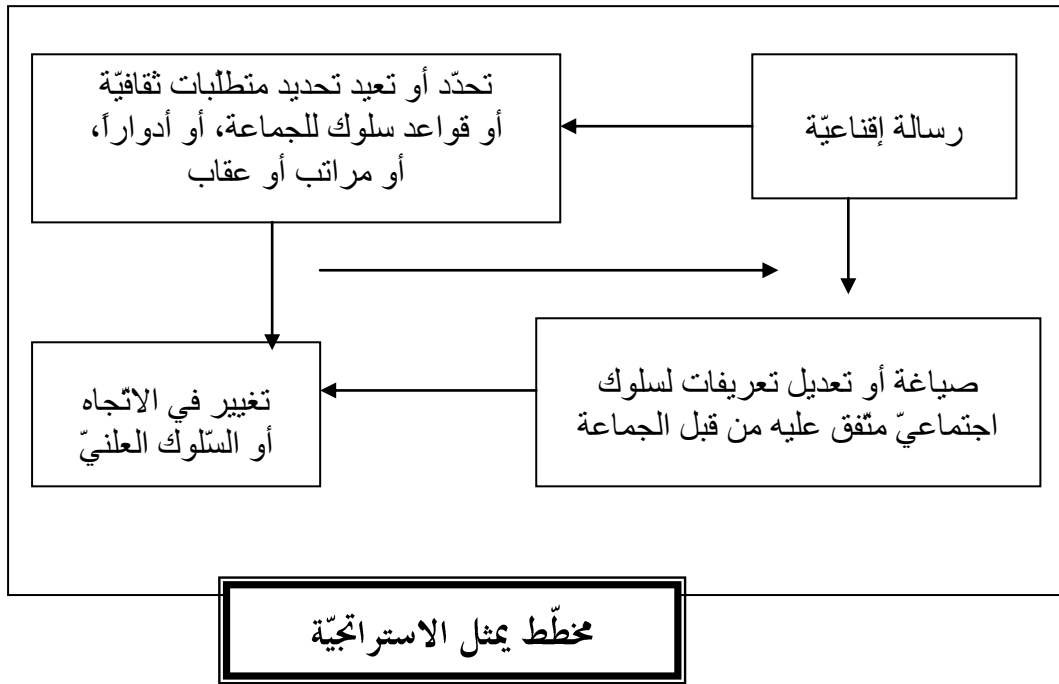 رسالة إقناعيّة
تحدّد أو تعيد تحديد متطلّبات ثقافيّة
أو قواعد سلوك للجماعة، أو أدواراً،
أو مراتب أو عقاب
صياغة أو تعديل تعريفات لسلوك
اجتماعيّ متّفق عليه من قبل الجماعة
تغيير في الاتّجاه
أو السّلوك العلنيّ
مخطّط يمثل الاستراتجيّة